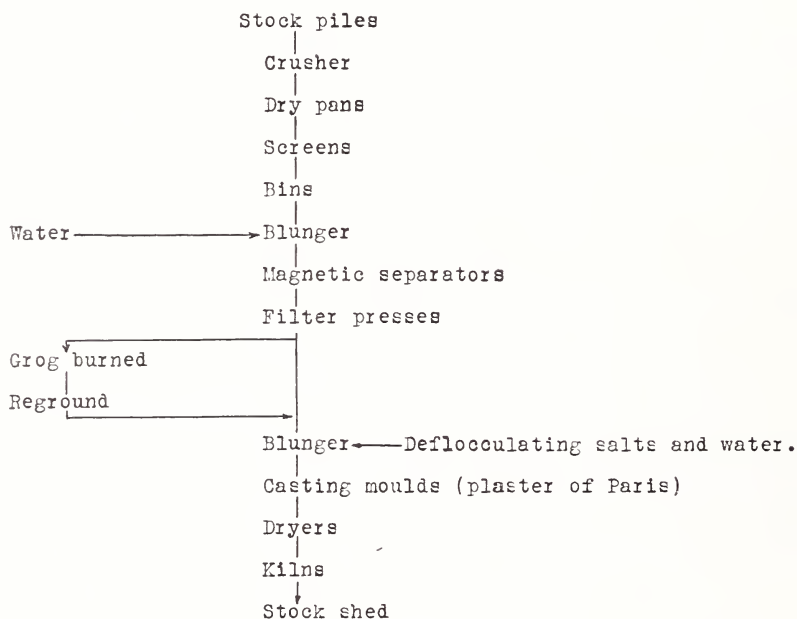 Stock piles
Crusher
Dry pans
Screens
Bins
Water Blunger
Magnetic separators
Filter presses
Grog burned
Reground
Blunger Deflocculating salts and water.
Casting moulds (plaster of Paris)
Dryers
Kilns
Stock shed